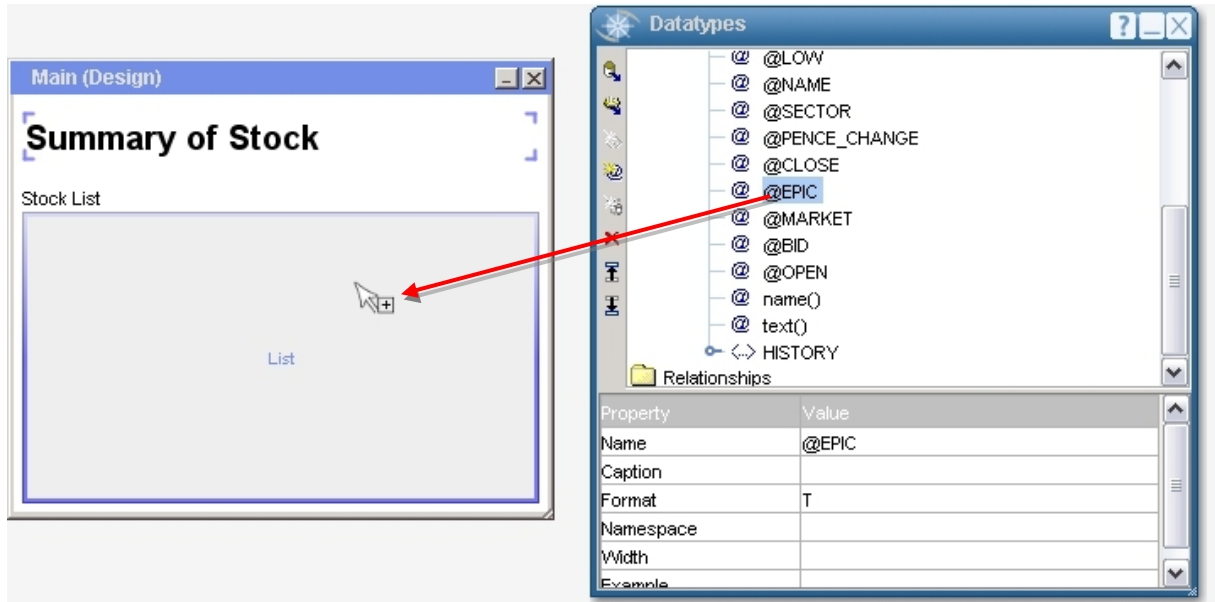 Main (Design)
Summary of Stock
Stock List
List
Datatypes
@LOW
@NAME
@SECTOR
@PENCE_CHANGE
@CLOSE
@EPIC
@MARKET
@BID
@OPEN
name()
text()
HISTORY
Relationships
Property Value
Name @EPIC
Caption
Format T
Namespace
Width
Example